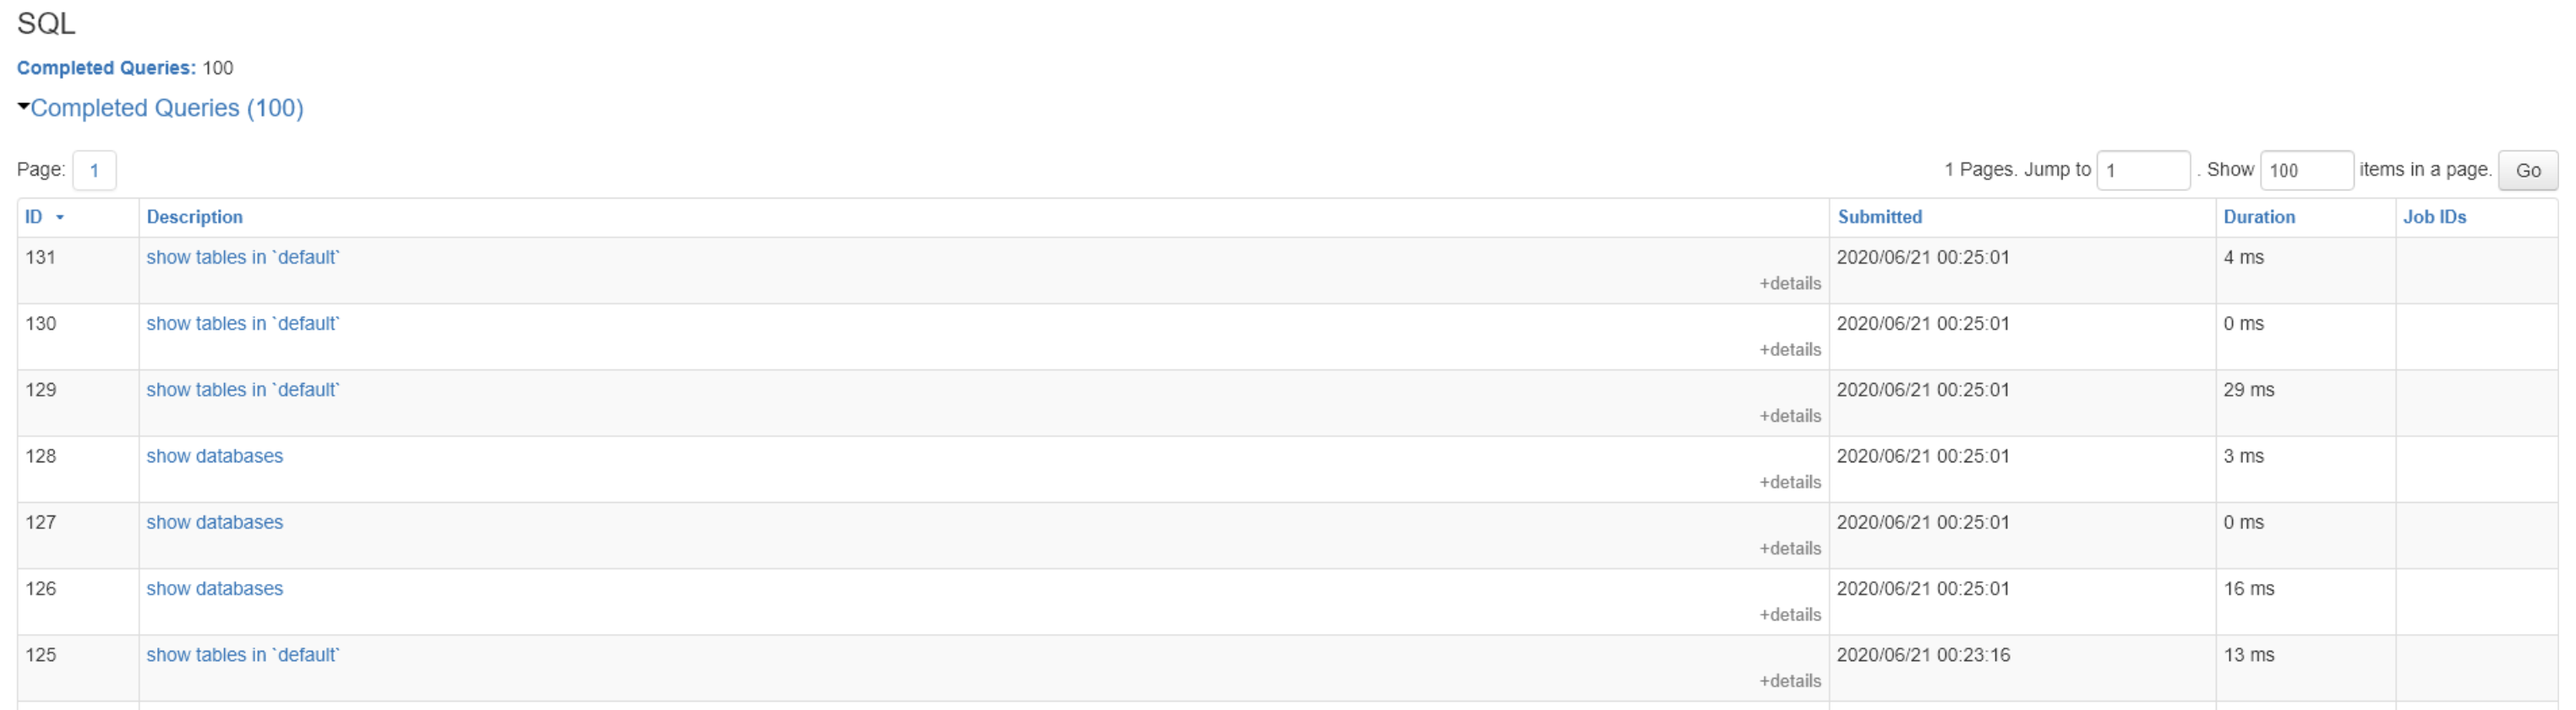 SQL
Completed Queries: 100
Completed Queries (100)
Page: 1 1 Pages. Jump to 1 . Show 100 items in a page. Go
ID Description Submitted Duration Job IDs
131 show tables in `default` 2020/06/21 00:25:01 4 ms
+details
130 show tables in `default` 2020/06/21 00:25:01 0 ms
+details
129 show tables in `default` 2020/06/21 00:25:01 29 ms
+details
128 show databases 2020/06/21 00:25:01 3 ms
+details
127 show databases 2020/06/21 00:25:01 0 ms
+details
126 show databases 2020/06/21 00:25:01 16 ms
+details
125 show tables in `default` 2020/06/21 00:23:16 13 ms
+details